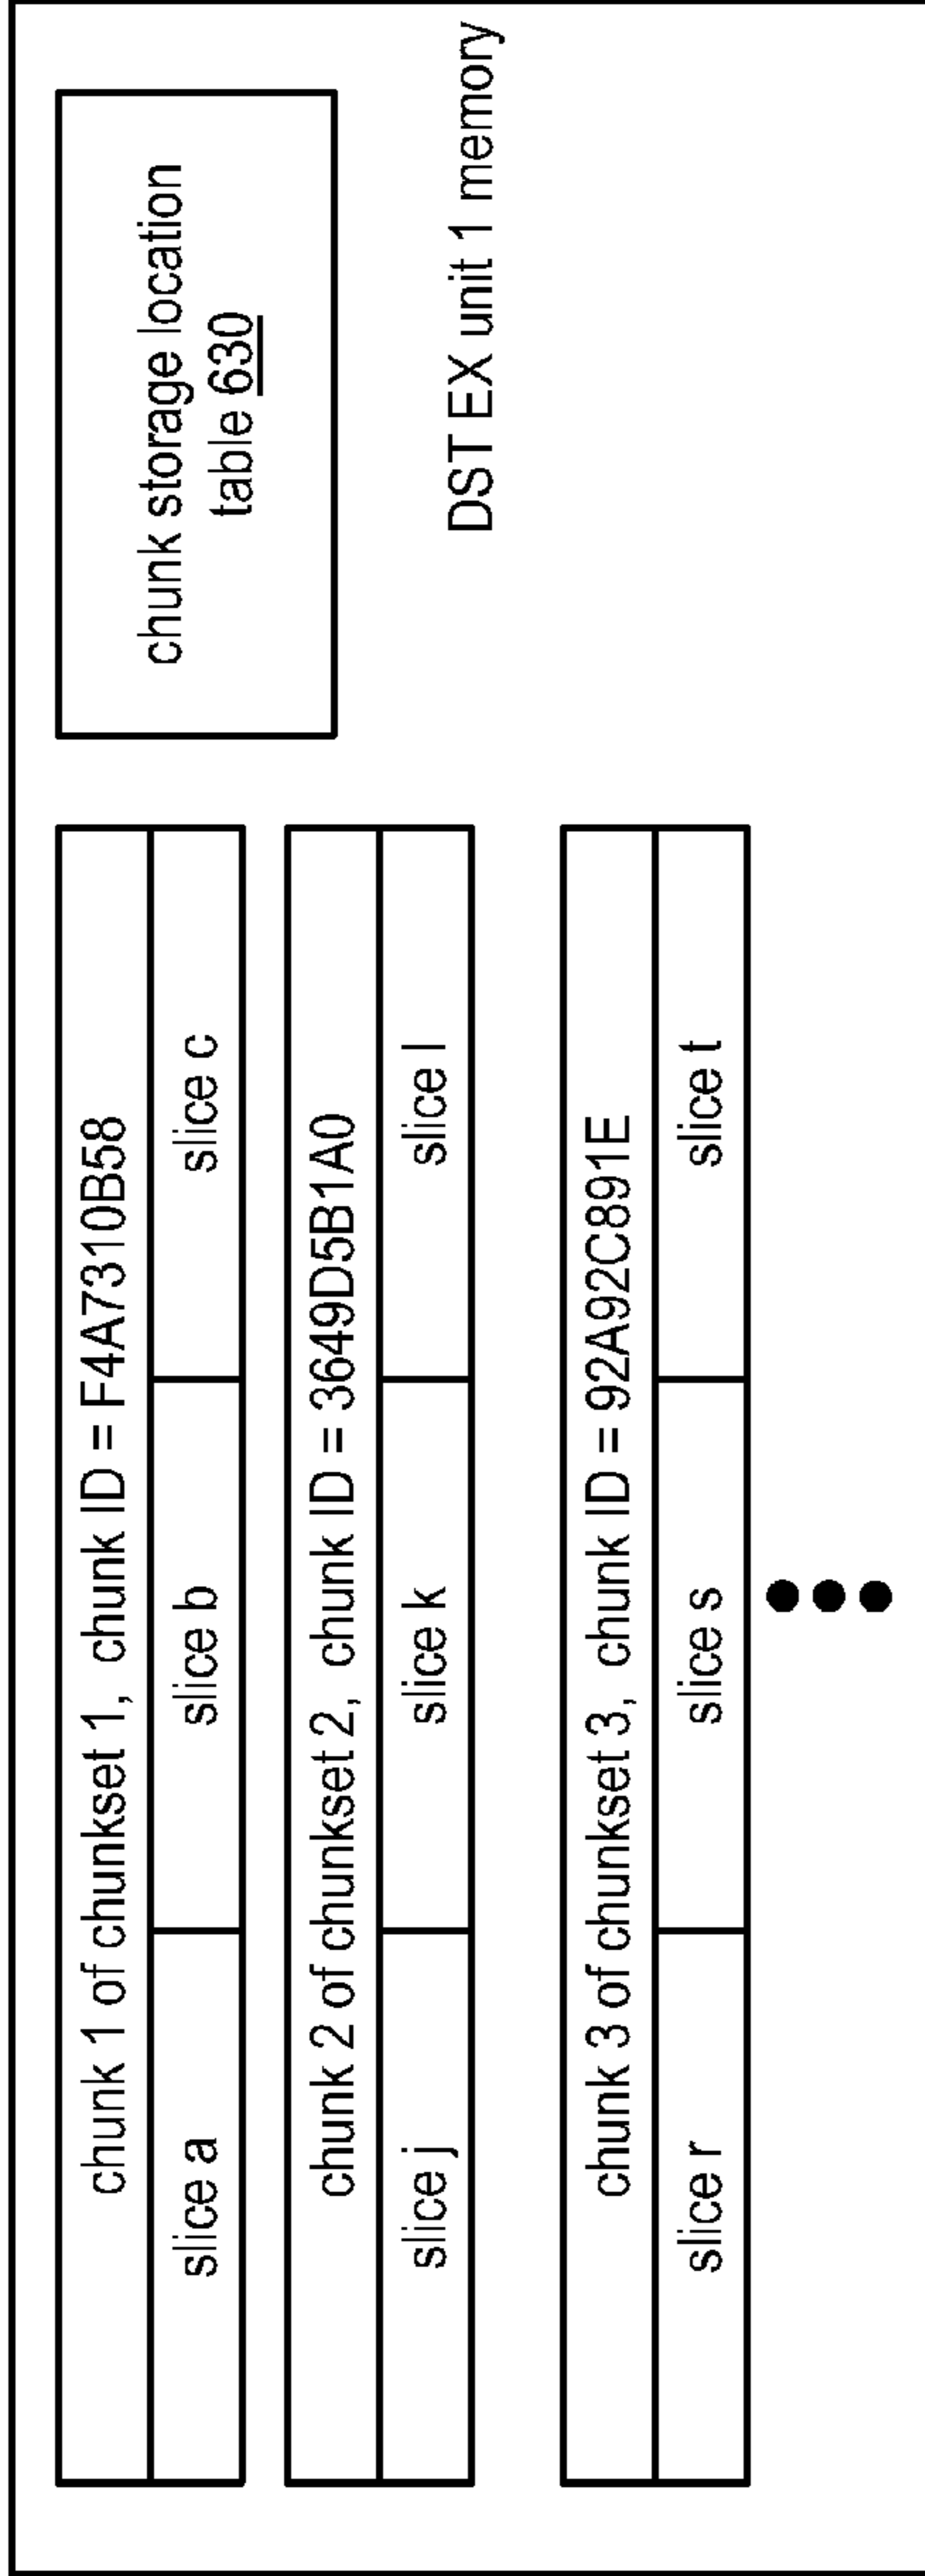 chunk 1 of chunkset 1, chunk ID = F4A7310B58
slice a
slice b
slice c
chunk 2 of chunkset 2, chunk ID = 3649D5B1A0
slice j
slice k
slice l
chunk 3 of chunkset 3, chunk ID = 92A92C891E
slice r
slice s
slice t
chunk storage location
table 630
DST EX unit 1 memory